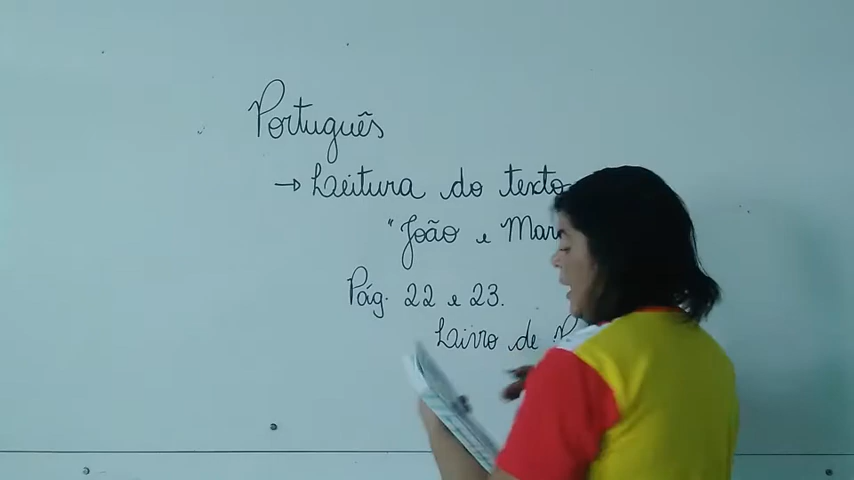 Português
→ Leitura do texto
"João e Mar
Pág. 22 e 23.
Livro de P